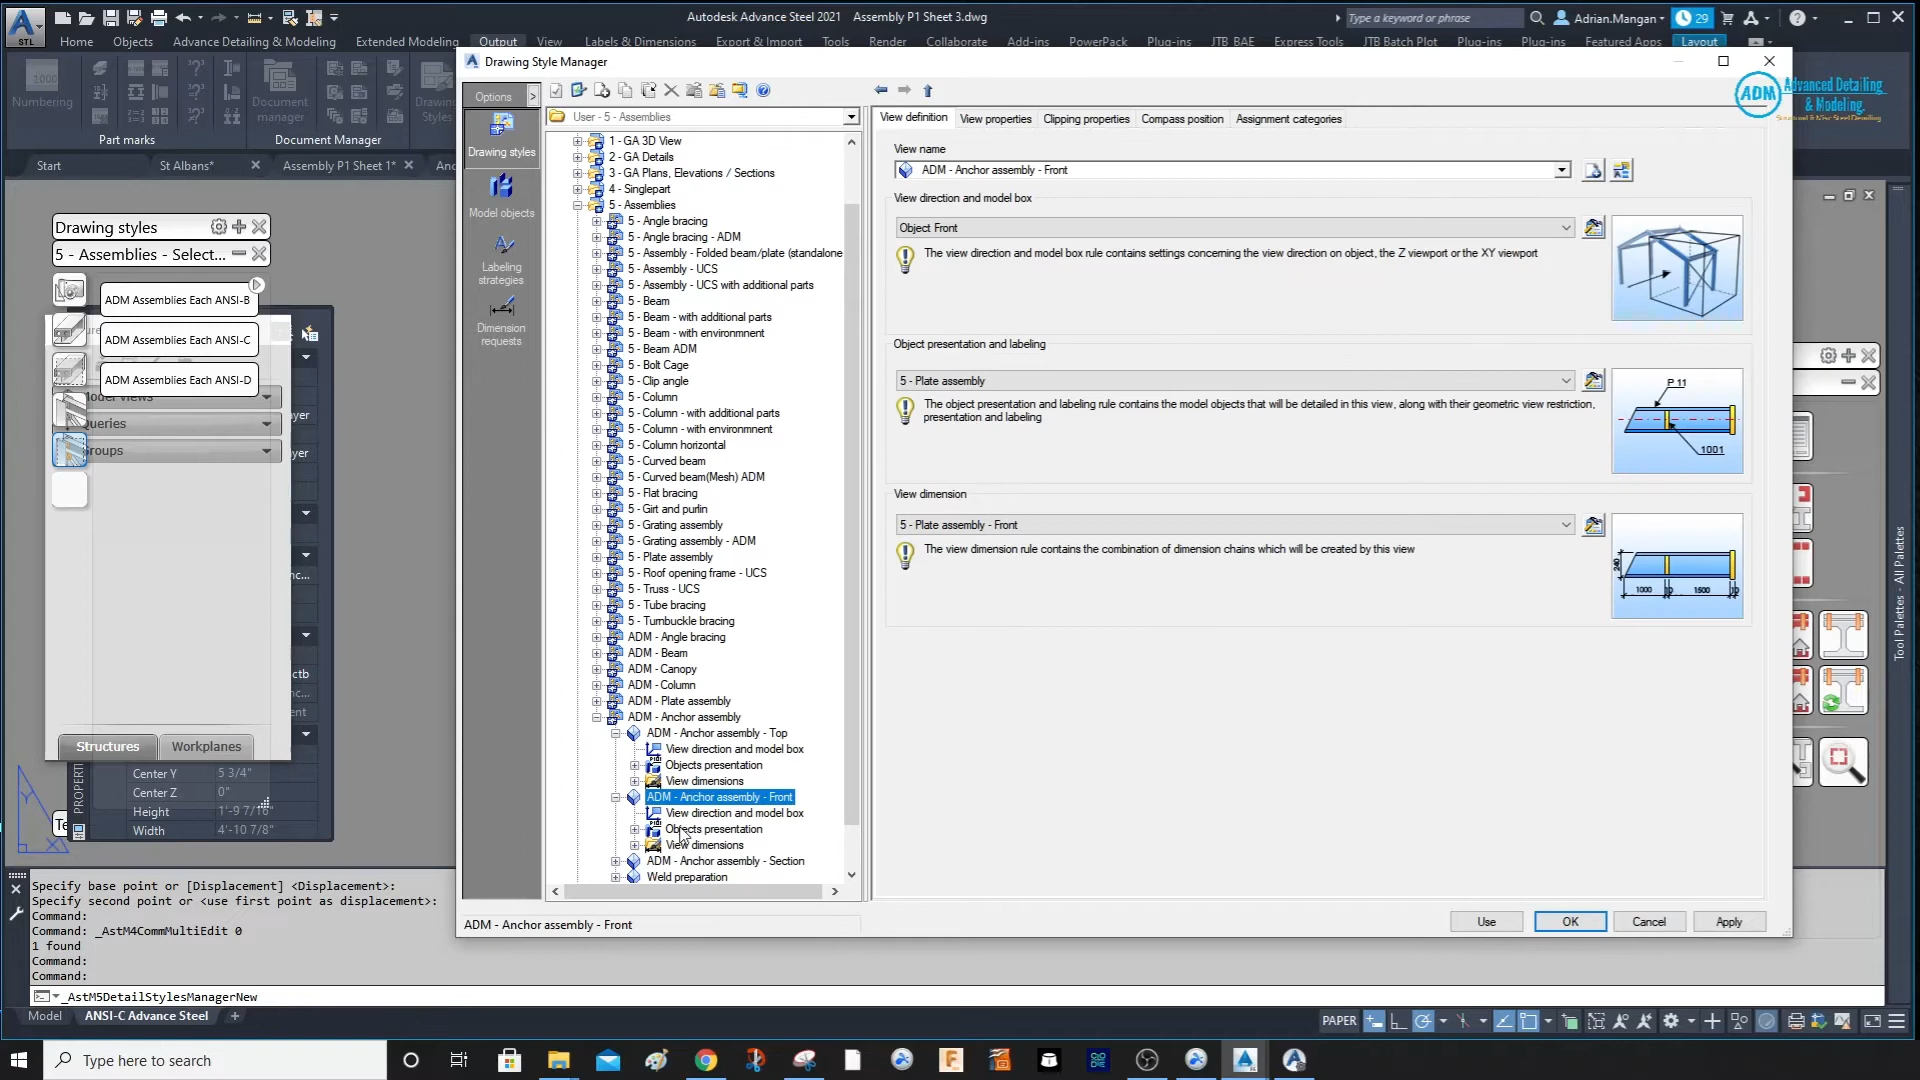 Autodesk Advance Steel 2021 Assembly P1 Sheet 3.dwg
Type a keyword or phrase
Adrian.Mangan
29
STL
Home Objects Advance Detailing & Modeling Extended Modeling Output View Labels & Dimensions Export & Import Tools Render Collaborate Add-ins PowerPack Plug-ins JTB BAE Express Tools JTB Batch Plot Plug-ins Plug-ins Featured Apps Layout
1000
Numbering
Document
manager
Drawing
Styles
Part marks
Document Manager
Start
St Albans*
Assembly P1 Sheet 1*
Drawing styles
5 - Assemblies - Select...
ADM Assemblies Each ANSI-B
ADM Assemblies Each ANSI-C
ADM Assemblies Each ANSI-D
Queries
Structures
Workplanes
Center Y 5 3/4"
Center Z 0"
Height 1'-9 7/16"
Width 4'-10 7/8"
Drawing Style Manager
ADM
Advanced Detailing
& Modeling.
Structural & Misc Steel Detailing
Options
Drawing styles
Model objects
Labeling
strategies
Dimension
requests
User - 5 - Assemblies
1 - GA 3D View
2 - GA Details
3 - GA Plans, Elevations / Sections
4 - Singlepart
5 - Assemblies
5 - Angle bracing
5 - Angle bracing - ADM
5 - Assembly - Folded beam/plate (standalone
5 - Assembly - UCS
5 - Assembly - UCS with additional parts
5 - Beam
5 - Beam - with additional parts
5 - Beam - with environmnent
5 - Beam ADM
5 - Bolt Cage
5 - Clip angle
5 - Column
5 - Column - with additional parts
5 - Column - with environmnent
5 - Column horizontal
5 - Curved beam
5 - Curved beam(Mesh) ADM
5 - Flat bracing
5 - Girt and purlin
5 - Grating assembly
5 - Grating assembly - ADM
5 - Plate assembly
5 - Roof opening frame - UCS
5 - Truss - UCS
5 - Tube bracing
5 - Turnbuckle bracing
ADM - Angle bracing
ADM - Beam
ADM - Canopy
ADM - Column
ADM - Plate assembly
ADM - Anchor assembly
ADM - Anchor assembly - Top
View direction and model box
Objects presentation
View dimensions
ADM - Anchor assembly - Front
View direction and model box
Objects presentation
View dimensions
ADM - Anchor assembly - Section
Weld preparation
ADM - Anchor assembly - Front
View definition View properties Clipping properties Compass position Assignment categories
View name
ADM - Anchor assembly - Front
View direction and model box
Object Front
The view direction and model box rule contains settings concerning the view direction on object, the Z viewport or the XY viewport
Object presentation and labeling
5 - Plate assembly
The object presentation and labeling rule contains the model objects that will be detailed in this view, along with their geometric view restriction,
presentation and labeling
P 11
1001
View dimension
5 - Plate assembly - Front
The view dimension rule contains the combination of dimension chains which will be created by this view
240
1000
1500
Use OK Cancel Apply
Tool Palettes - All Palettes
Specify base point or [Displacement] <Displacement>:
Specify second point or <use first point as displacement>:
Command:
Command: _AstM4CommMultiEdit 0
1 found
Command:
Command:
_AstM5DetailStylesManagerNew
Model ANSI-C Advance Steel
PAPER
Type here to search